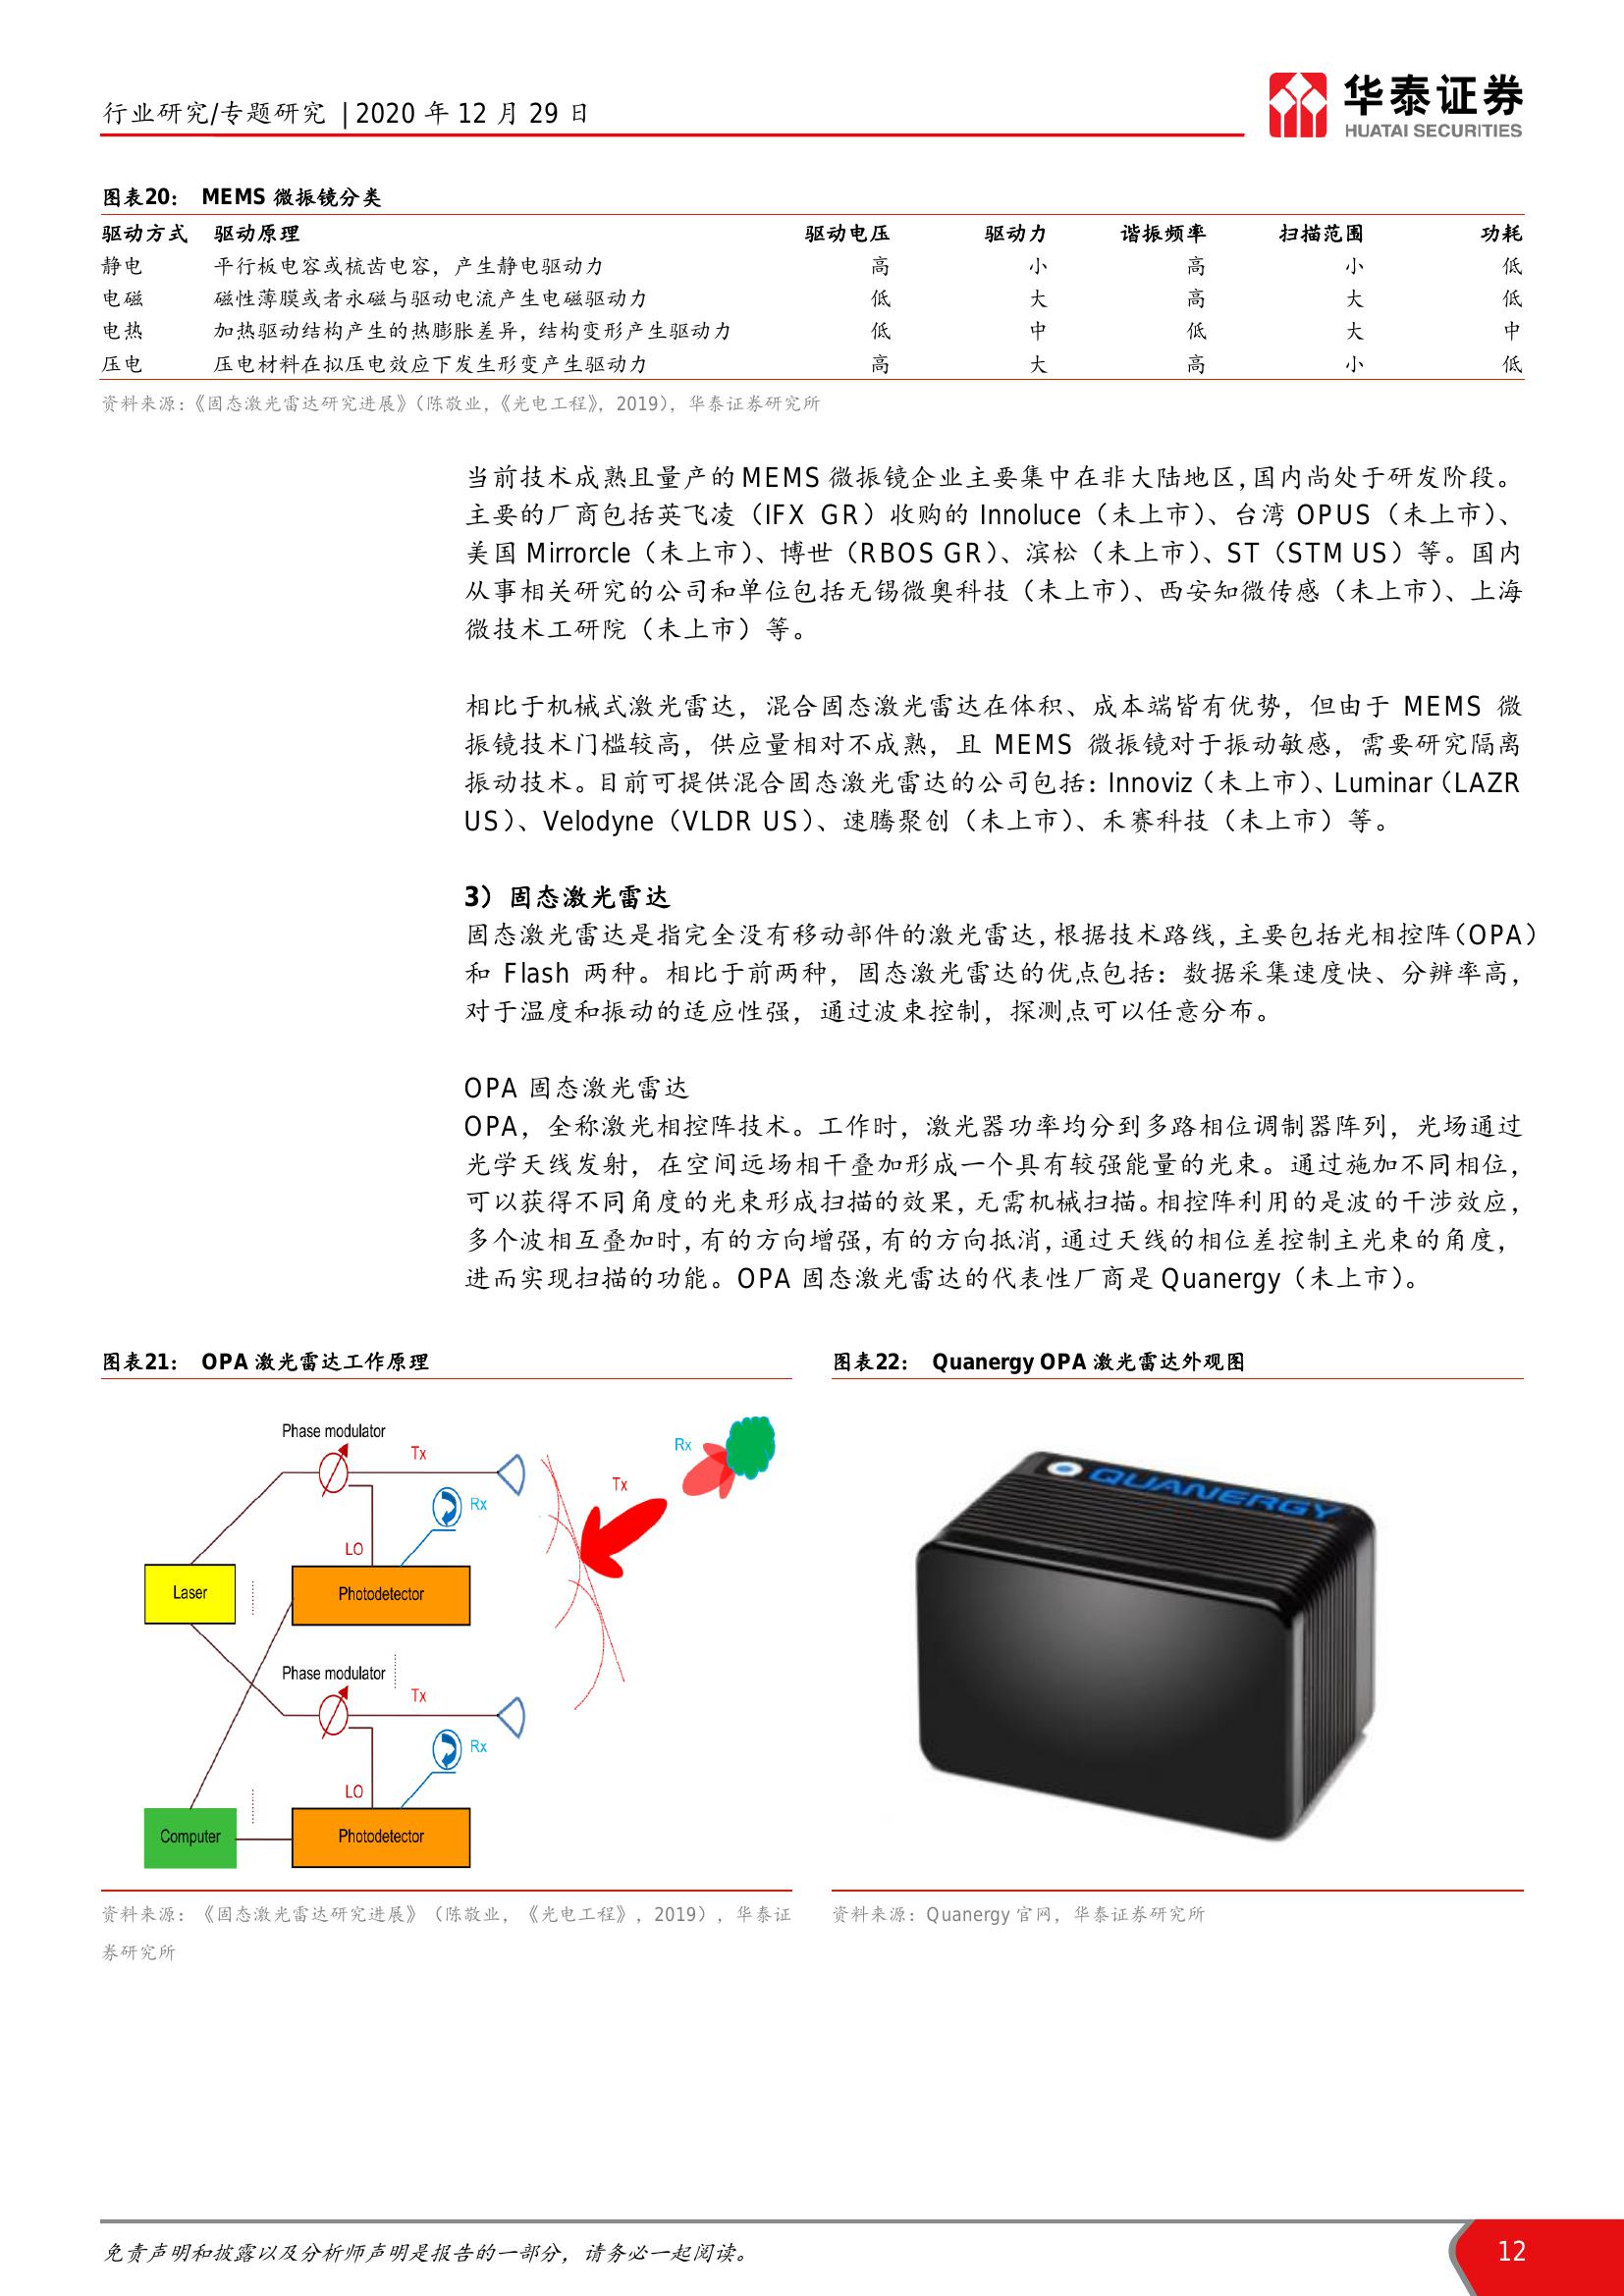 行业研究/专题研究 | 2020 年 12 月 29 日
华泰证券
HUATAI SECURITIES
图表20： MEMS 微振镜分类
驱动方式 驱动原理 驱动电压 驱动力 谐振频率 扫描范围 功耗
静电 平行板电容或梳齿电容，产生静电驱动力 高 小 高 小 低
电磁 磁性薄膜或者永磁与驱动电流产生电磁驱动力 低 大 高 大 低
电热 加热驱动结构产生的热膨胀差异，结构变形产生驱动力 低 中 低 大 中
压电 压电材料在拟压电效应下发生形变产生驱动力 高 大 高 小 低
资料来源：《固态激光雷达研究进展》（陈敬业，《光电工程》，2019），华泰证券研究所
当前技术成熟且量产的 MEMS 微振镜企业主要集中在非大陆地区，国内尚处于研发阶段。
主要的厂商包括英飞凌（IFX GR）收购的 Innoluce（未上市）、台湾 OPUS（未上市）、
美国 Mirrorcle（未上市）、博世（RBOS GR）、滨松（未上市）、ST（STM US）等。国内
从事相关研究的公司和单位包括无锡微奥科技（未上市）、西安知微传感（未上市）、上海
微技术工研院（未上市）等。
相比于机械式激光雷达，混合固态激光雷达在体积、成本端皆有优势，但由于 MEMS 微
振镜技术门槛较高，供应量相对不成熟，且 MEMS 微振镜对于振动敏感，需要研究隔离
振动技术。目前可提供混合固态激光雷达的公司包括：Innoviz（未上市）、Luminar（LAZR
US）、Velodyne（VLDR US）、速腾聚创（未上市）、禾赛科技（未上市）等。
3）固态激光雷达
固态激光雷达是指完全没有移动部件的激光雷达，根据技术路线，主要包括光相控阵（OPA）
和 Flash 两种。相比于前两种，固态激光雷达的优点包括：数据采集速度快、分辨率高，
对于温度和振动的适应性强，通过波束控制，探测点可以任意分布。
OPA 固态激光雷达
OPA，全称激光相控阵技术。工作时，激光器功率均分到多路相位调制器阵列，光场通过
光学天线发射，在空间远场相干叠加形成一个具有较强能量的光束。通过施加不同相位，
可以获得不同角度的光束形成扫描的效果，无需机械扫描。相控阵利用的是波的干涉效应，
多个波相互叠加时，有的方向增强，有的方向抵消，通过天线的相位差控制主光束的角度，
进而实现扫描的功能。OPA 固态激光雷达的代表性厂商是 Quanergy（未上市）。
图表21： OPA 激光雷达工作原理
Phase modulator
Tx
Rx
LO
Laser
Photodetector
Tx
Rx
Phase modulator
Tx
Rx
LO
Computer
Photodetector
资料来源：《固态激光雷达研究进展》（陈敬业，《光电工程》，2019），华泰证
券研究所
图表22： Quanergy OPA 激光雷达外观图
QUANERGY
资料来源：Quanergy 官网，华泰证券研究所
免责声明和披露以及分析师声明是报告的一部分，请务必一起阅读。
12